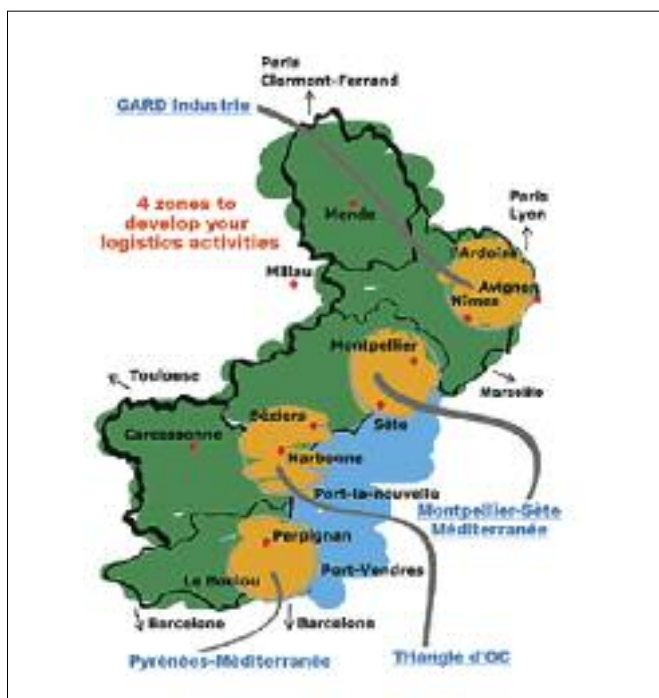 Paris
Clermont-Ferrand
GARD Industrie
4 zones to
develop your
logistics activities
Mende
Paris
Lyon
l'Ardoise
Millau
Avignon
Nîmes
Montpellier
Toulouse
Marseille
Béziers
Sète
Carcassonne
Narbonne
Port-la-nouvelle
Montpellier-Sète
Méditerranée
Perpignan
Port-Vendres
Le Boulou
Barcelone
Barcelone
Pyrénées-Méditerranée
Triangle d'OC